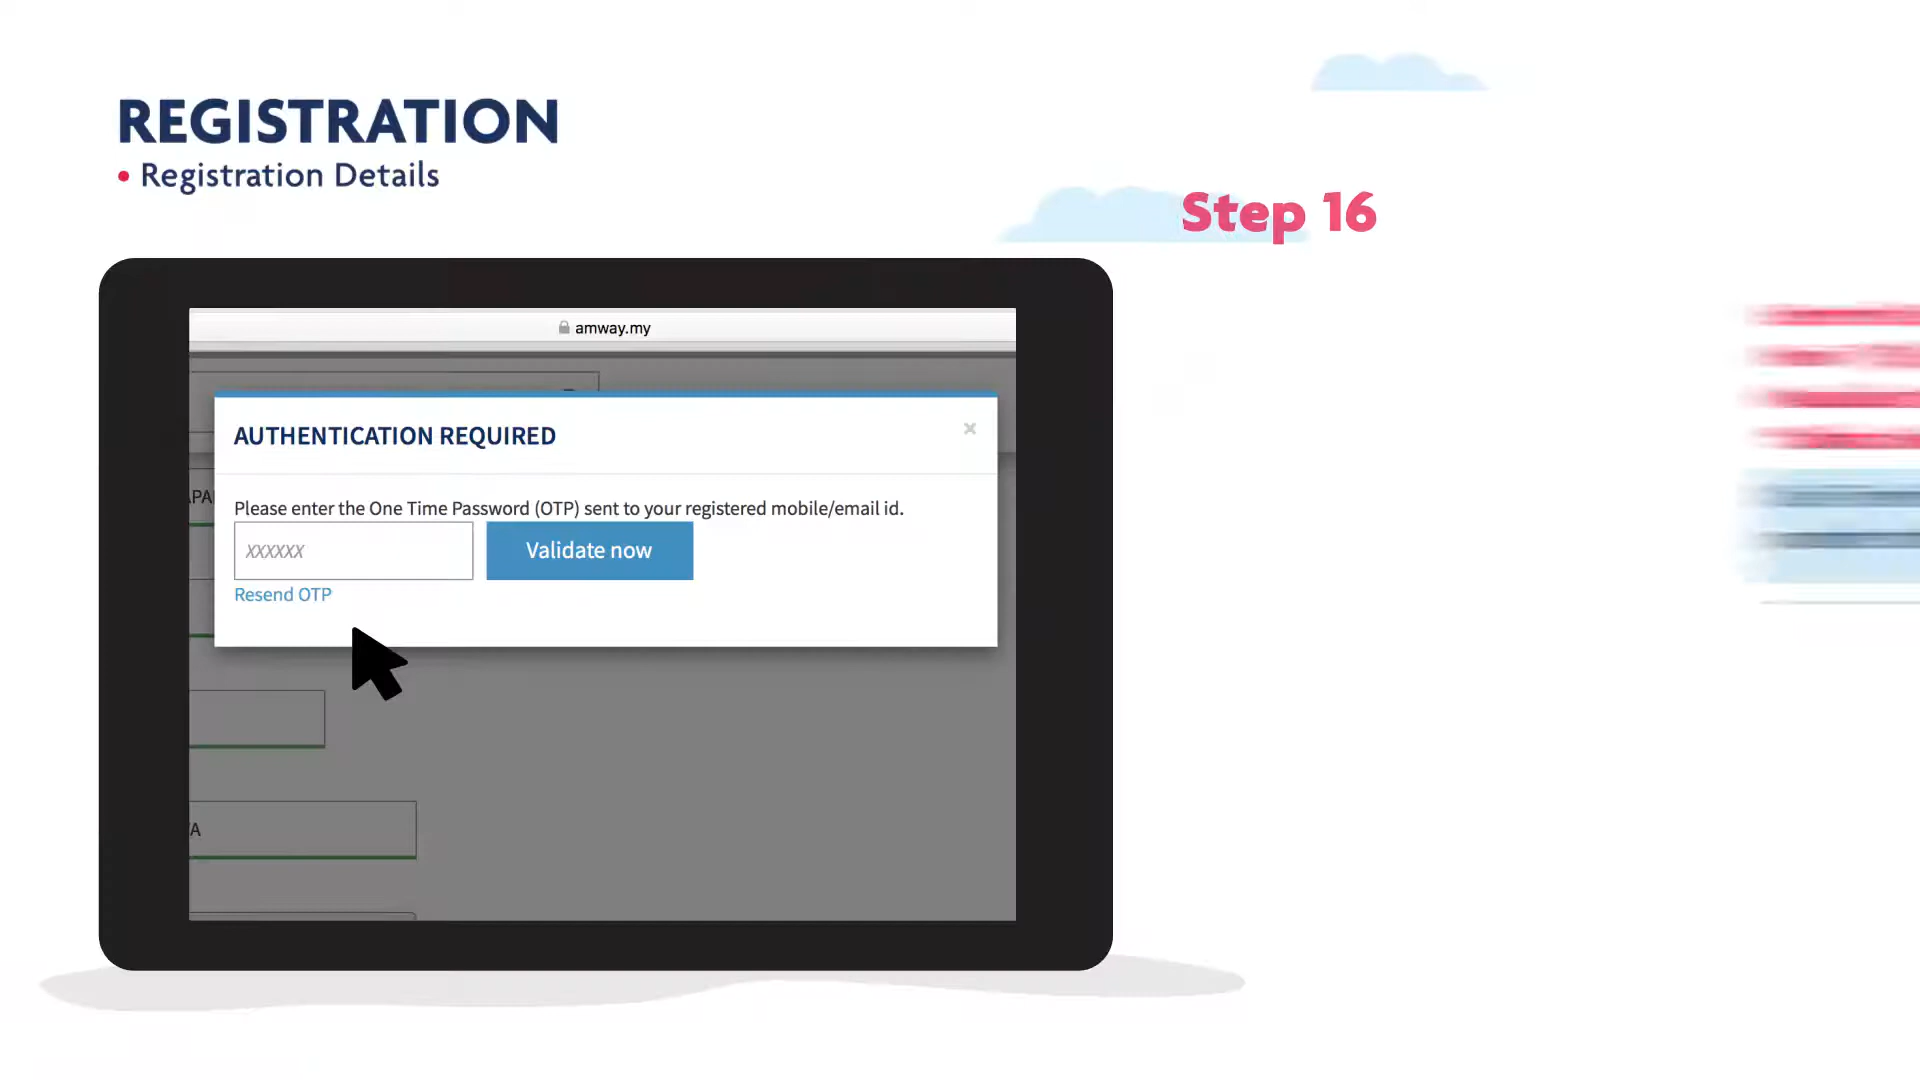 REGISTRATION
• Registration Details
Step 16
amway.my
AUTHENTICATION REQUIRED
×
Please enter the One Time Password (OTP) sent to your registered mobile/email id.
XXXXXX
Validate now
Resend OTP
A